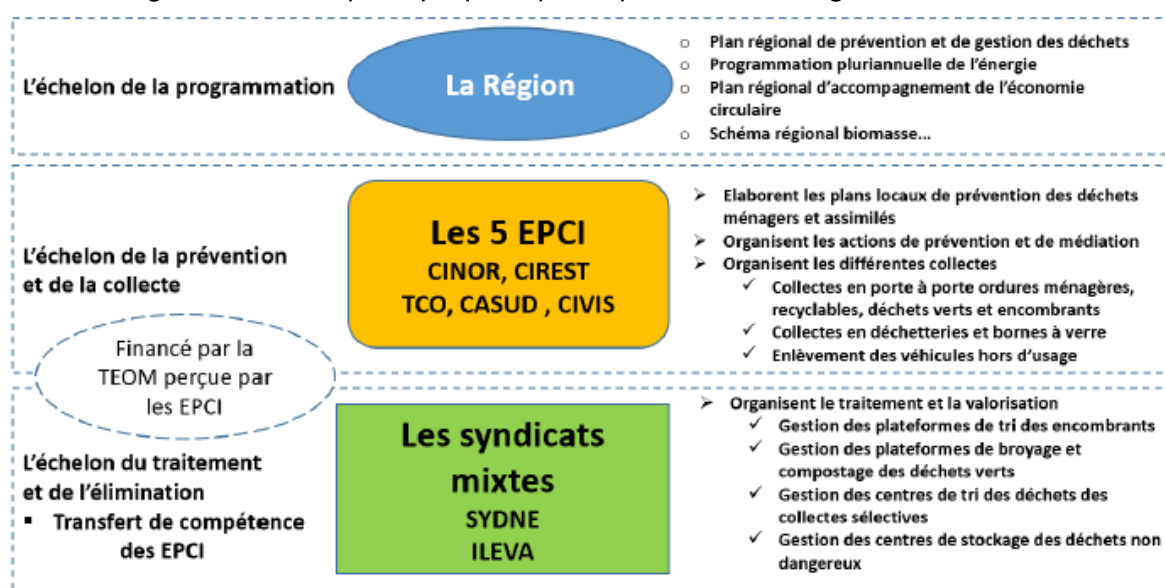 L'échelon de la programmation
La Région
o Plan régional de prévention et de gestion des déchets
o Programmation pluriannuelle de l'énergie
o Plan régional d'accompagnement de l'économie
circulaire
o Schéma régional biomasse...
L'échelon de la prévention
et de la collecte
Les 5 EPCI
CINOR, CIREST
TCO, CASUD , CIVIS
➢ Elaborent les plans locaux de prévention des déchets
ménagers et assimilés
➢ Organisent les actions de prévention et de médiation
➢ Organisent les différentes collectes
✓ Collectes en porte à porte ordures ménagères,
recyclables, déchets verts et encombrants
✓ Collectes en déchetteries et bornes à verre
✓ Enlèvement des véhicules hors d'usage
Financé par la
TEOM perçue par
les EPCI
L'échelon du traitement
et de l'élimination
▪ Transfert de compétence
des EPCI
Les syndicats
mixtes
SYDNE
ILEVA
➢ Organisent le traitement et la valorisation
✓ Gestion des plateformes de tri des encombrants
✓ Gestion des plateformes de broyage et
compostage des déchets verts
✓ Gestion des centres de tri des déchets des
collectes sélectives
✓ Gestion des centres de stockage des déchets non
dangereux